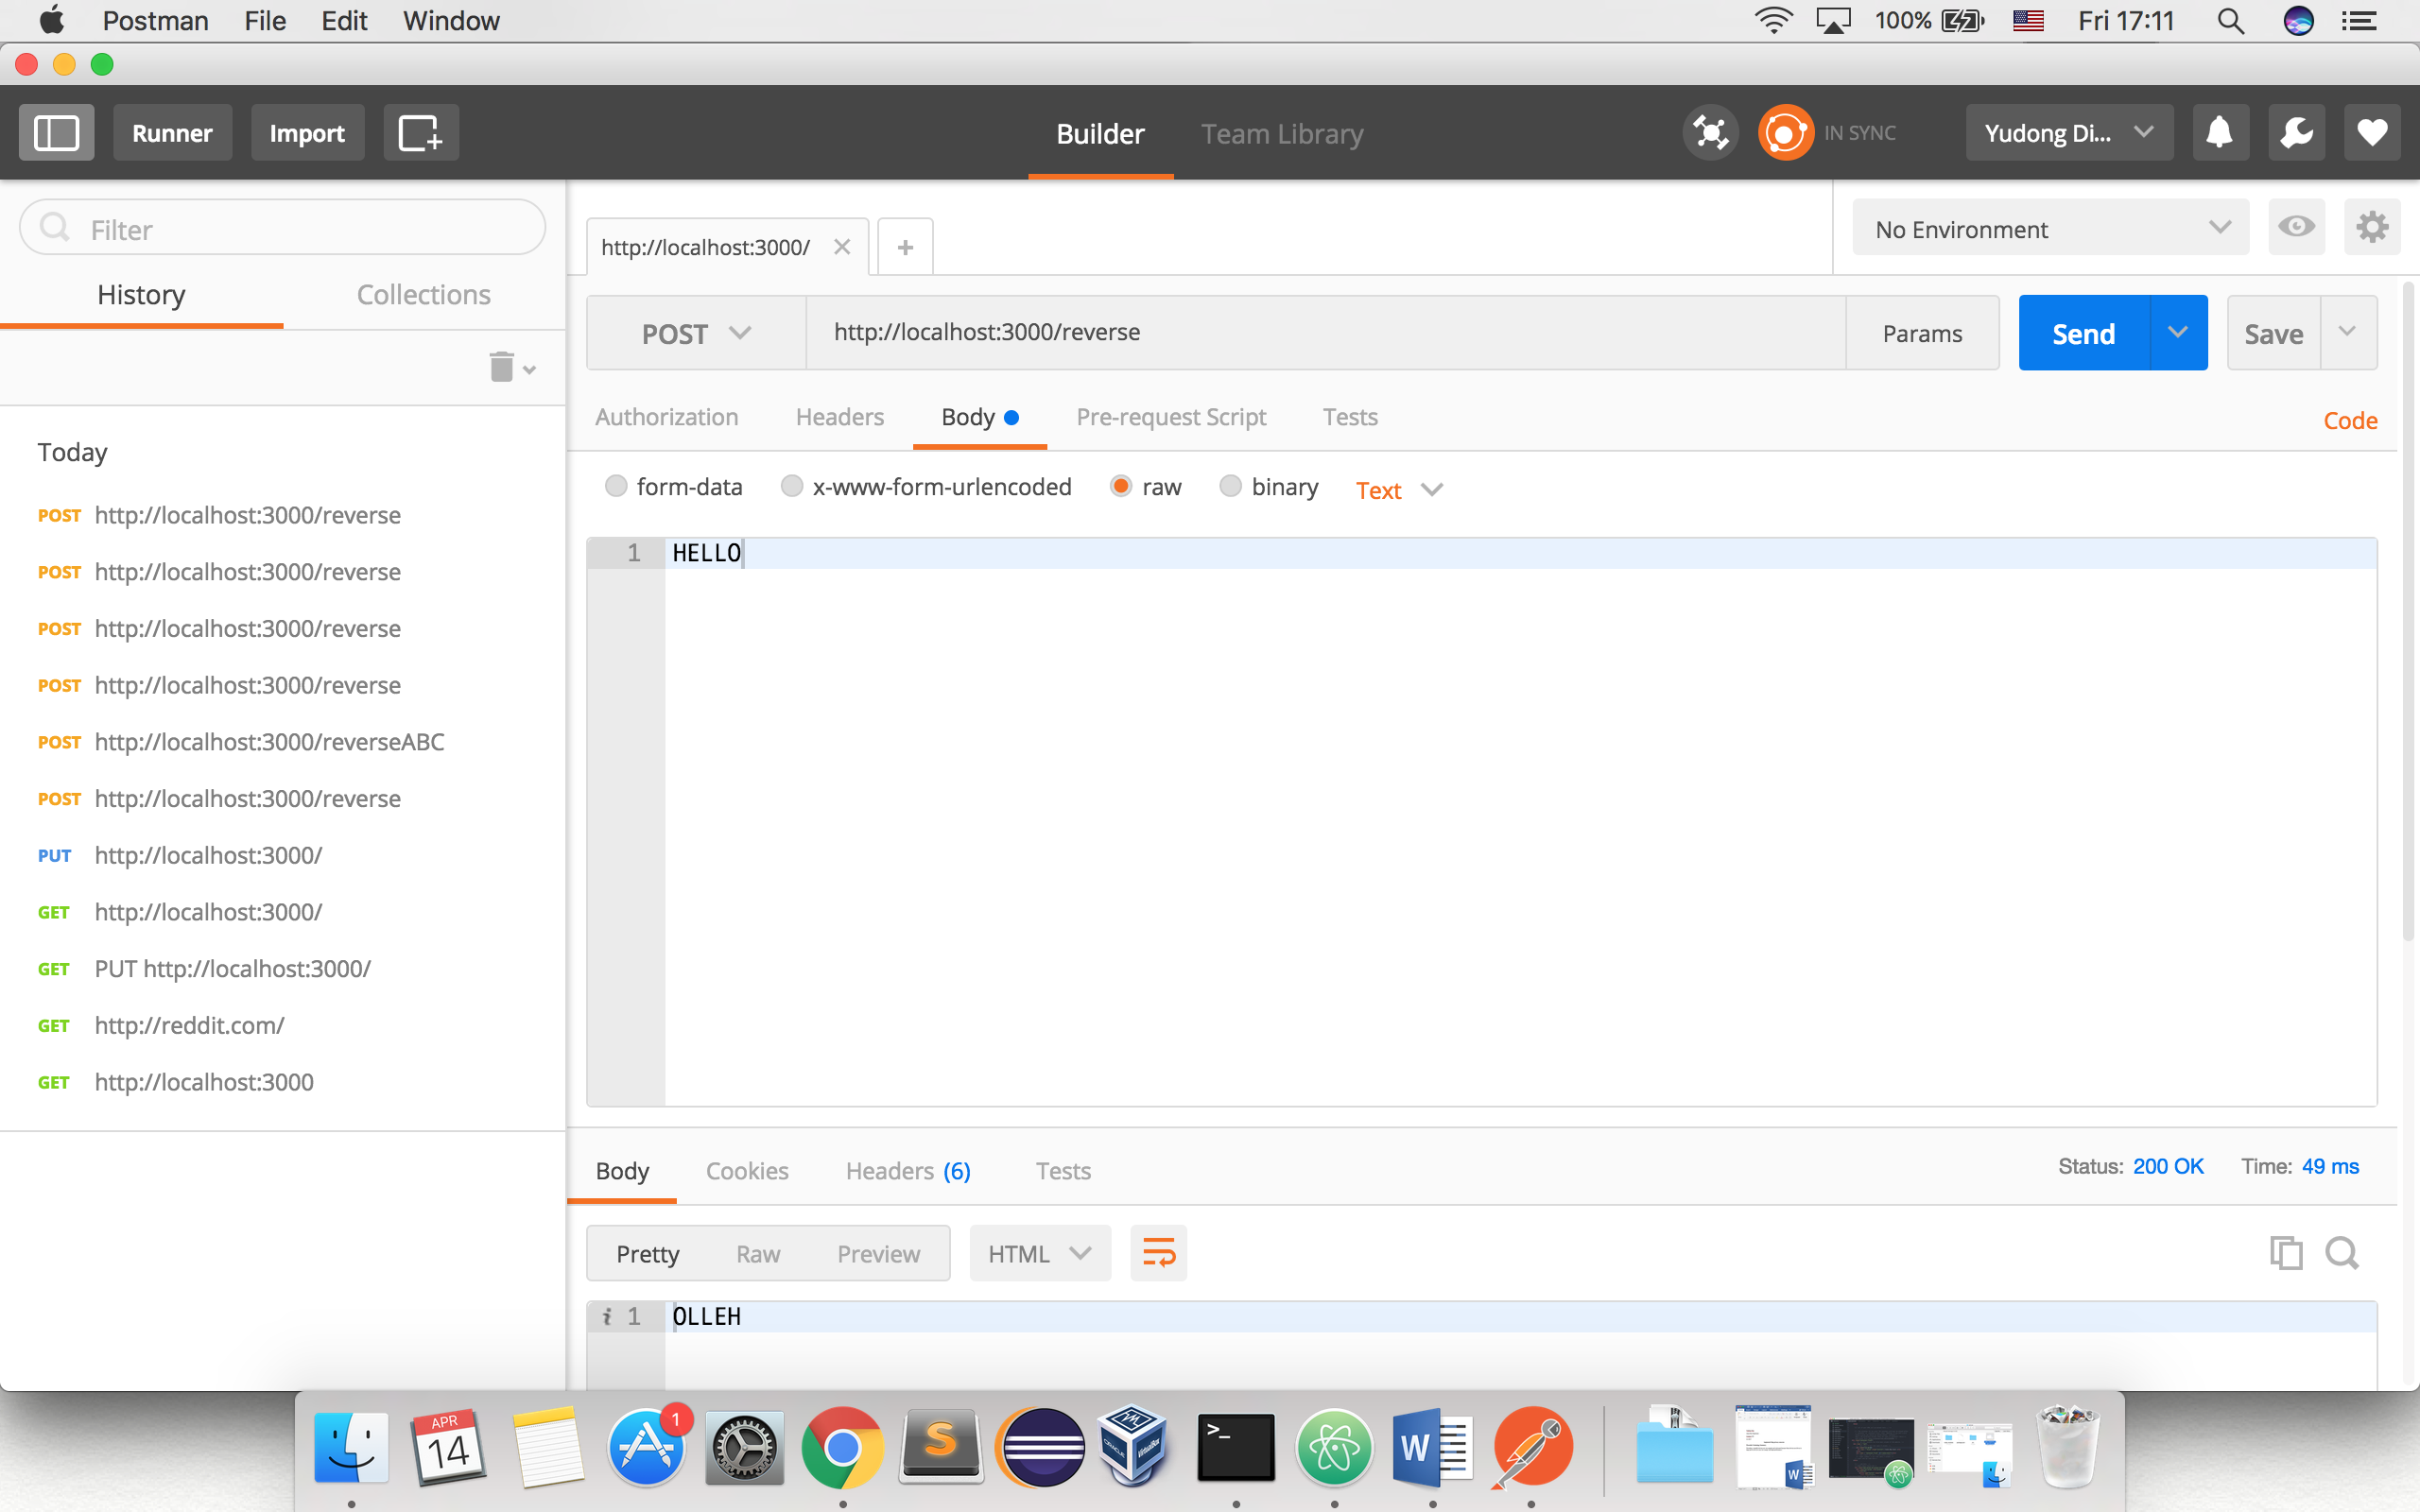 Postman File Edit Window 100% Fri 17:11
Runner Import Builder Team Library IN SYNC Yudong Di...
Filter
History Collections
Today
POST http://localhost:3000/reverse
POST http://localhost:3000/reverse
POST http://localhost:3000/reverse
POST http://localhost:3000/reverse
POST http://localhost:3000/reverseABC
POST http://localhost:3000/reverse
PUT http://localhost:3000/
GET http://localhost:3000/
GET PUT http://localhost:3000/
GET http://reddit.com/
GET http://localhost:3000
http://localhost:3000/ +
No Environment
POST http://localhost:3000/reverse Params Send Save
Authorization Headers Body Pre-request Script Tests Code
form-data x-www-form-urlencoded raw binary Text
1 HELLO
Body Cookies Headers (6) Tests Status: 200 OK Time: 49 ms
Pretty Raw Preview HTML
i 1 OLLEH
APR
14
1
S
>_
W
W